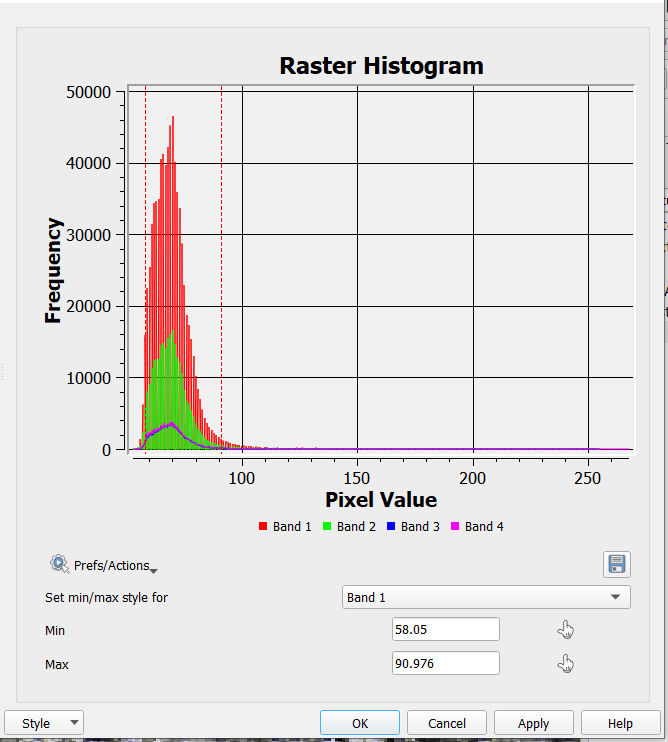 Raster Histogram
50000
40000
30000
20000
10000
0
Frequency
100 150 200 250
Pixel Value
Band 1 Band 2 Band 3 Band 4
Prefs/Actions
Set min/max style for Band 1
Min 58.05
Max 90.976
Style OK Cancel Apply Help